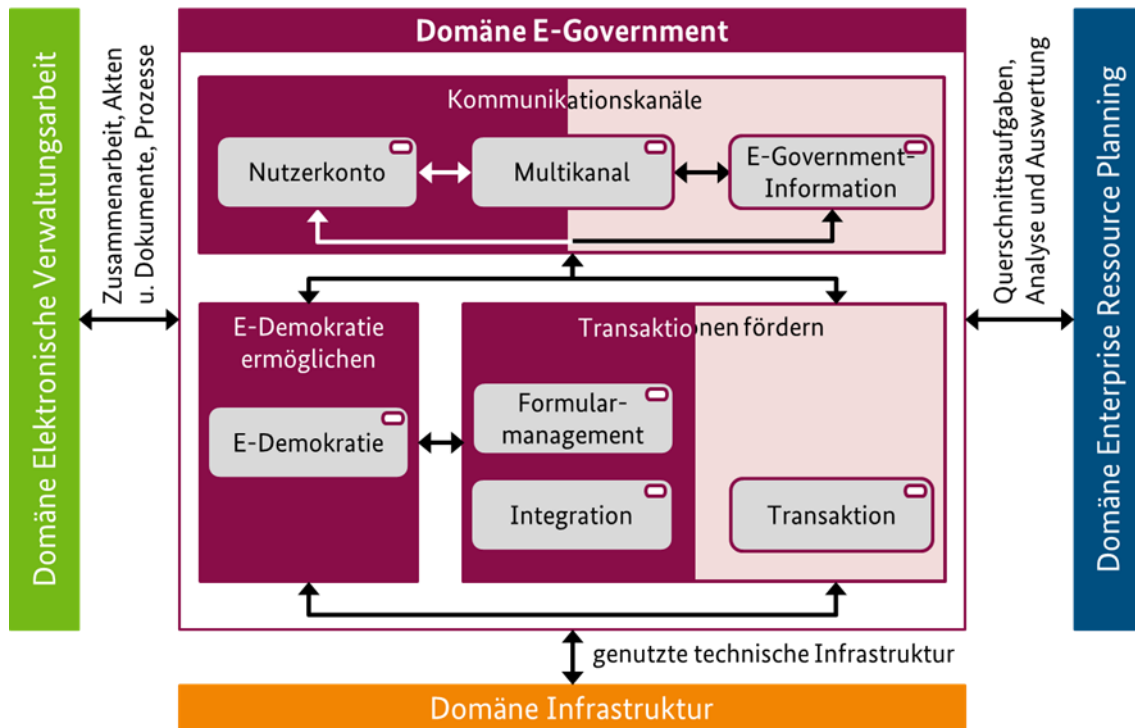 Domäne E-Government
Domäne Elektronische Verwaltungsarbeit
Zusammenarbeit, Akten
u. Dokumente, Prozesse
Kommunikationskanäle
Nutzerkonto
Multikanal
E-Government-
Information
Querschnittsaufgaben,
Analyse und Auswertung
Domäne Enterprise Ressource Planning
E-Demokratie
ermöglichen
E-Demokratie
Transaktionen fördern
Formular-
management
Integration
Transaktion
genutzte technische Infrastruktur
Domäne Infrastruktur